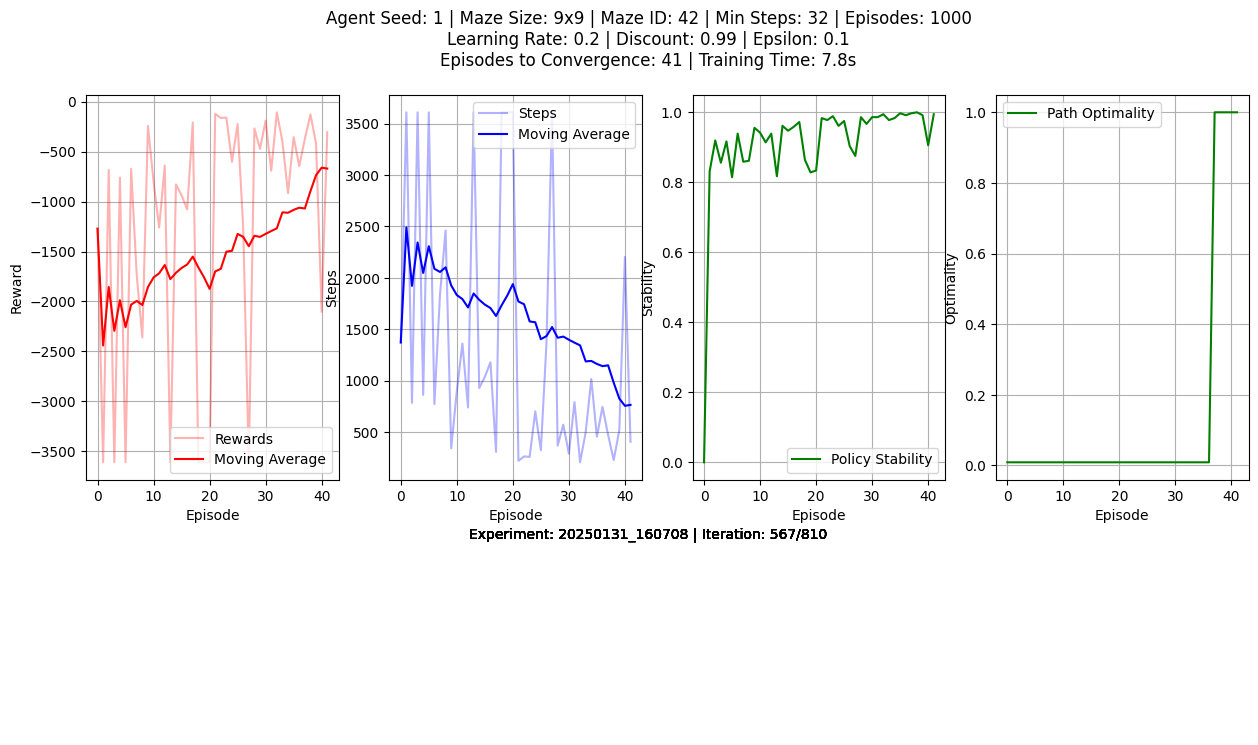 Agent Seed: 1 | Maze Size: 9x9 | Maze ID: 42 | Min Steps: 32 | Episodes: 1000
Learning Rate: 0.2 | Discount: 0.99 | Epsilon: 0.1
Episodes to Convergence: 41 | Training Time: 7.8s
0
−500
−1000
−1500
−2000
−2500
−3000
−3500
Reward
Rewards
Moving Average
0
10
20
30
40
Episode
3500
3000
2500
2000
1500
1000
500
Steps
Steps
Moving Average
0
10
20
30
40
Episode
1.0
0.8
0.6
0.4
0.2
0.0
Stability
Policy Stability
0
10
20
30
40
Episode
1.0
0.8
0.6
0.4
0.2
0.0
Optimality
Path Optimality
0
10
20
30
40
Episode
Experiment: 20250131_160708 | Iteration: 567/810